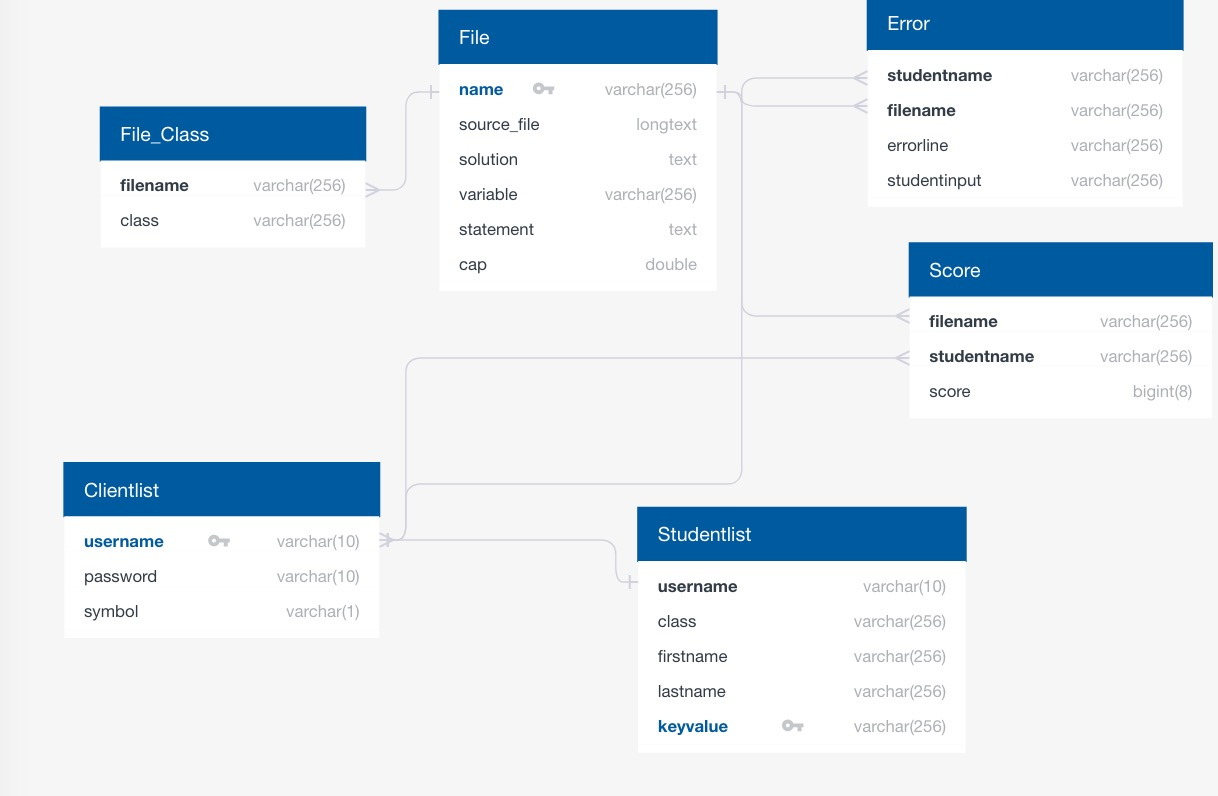 File
name varchar(256)
source_file longtext
solution text
variable varchar(256)
statement text
cap double
Error
studentname varchar(256)
filename varchar(256)
errorline varchar(256)
studentinput varchar(256)
File_Class
filename varchar(256)
class varchar(256)
Score
filename varchar(256)
studentname varchar(256)
score bigint(8)
Clientlist
username varchar(10)
password varchar(10)
symbol varchar(1)
Studentlist
username varchar(10)
class varchar(256)
firstname varchar(256)
lastname varchar(256)
keyvalue varchar(256)